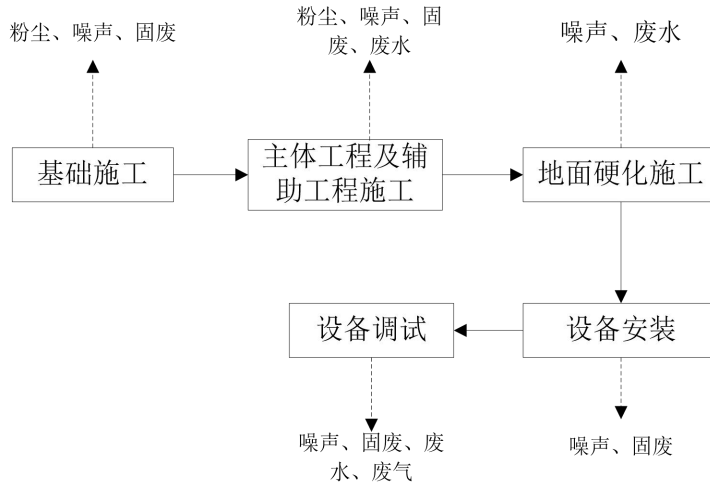 粉尘、噪声、固废
粉尘、噪声、固
废、废水
噪声、废水
基础施工
主体工程及辅
助工程施工
地面硬化施工
设备调试
设备安装
噪声、固废、废
水、废气
噪声、固废